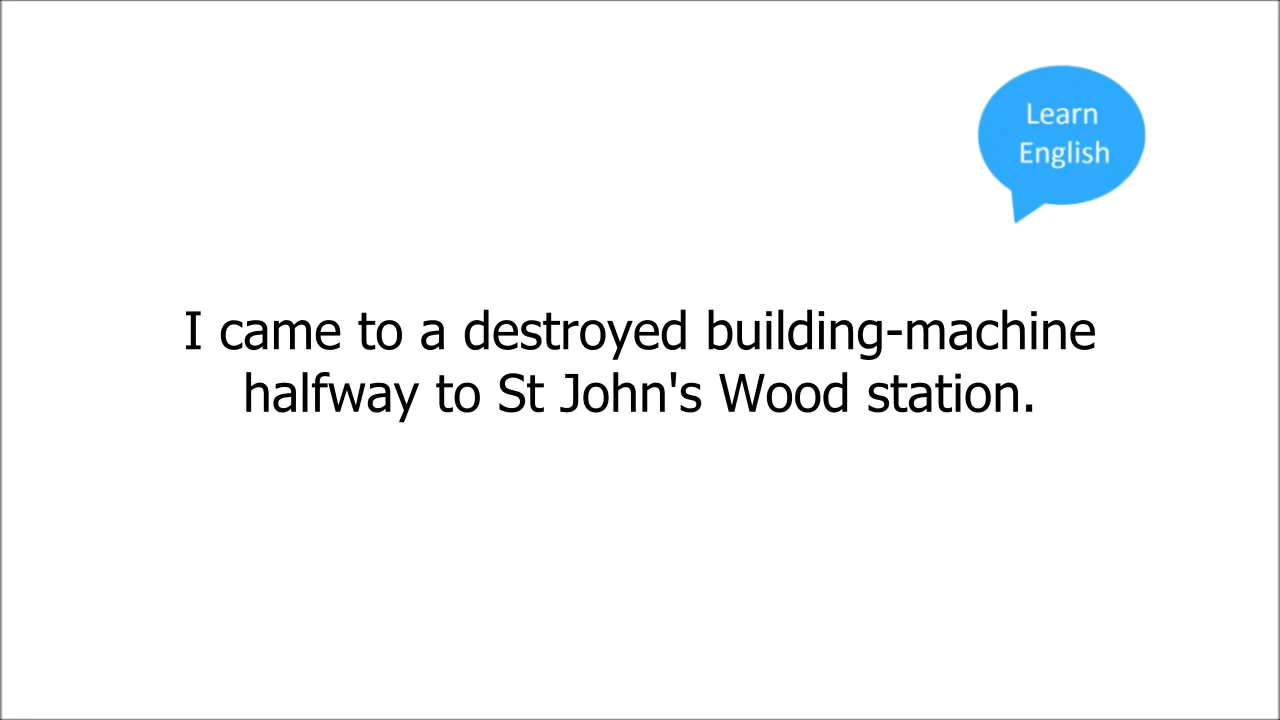 Learn
English
I came to a destroyed building-machine
halfway to St John's Wood station.